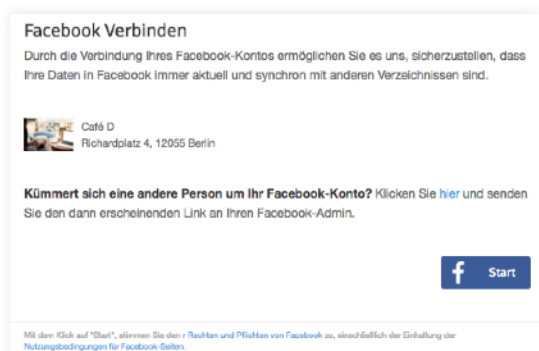 Facebook Verbinden
Durch die Verbindung Ihres Facebook-Kontos ermöglichen Sie es uns, sicherzustellen, dass
Ihre Daten in Facebook immer aktuell und synchron mit anderen Verzeichnissen sind.
Café D
Richardplatz 4, 12055 Berlin
Kümmert sich eine andere Person um Ihr Facebook-Konto? Klicken Sie hier und senden
Sie den dann erscheinenden Link an Ihren Facebook-Admin.
f Start
Mit dem Klick auf "Start", stimmen Sie den r Rechten und Pflichten von Facebook zu, einschließlich der Einhaltung der
Nutzungsbedingungen für Facebook-Seiten.